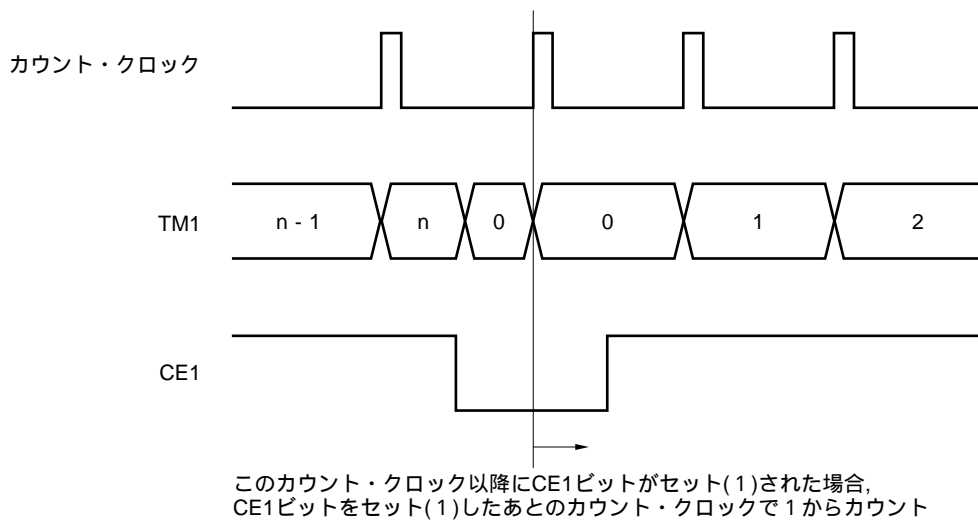 カウント・クロック
TM1
n - 1 n 0 0 1 2
CE1
このカウント・クロック以降にCE1ビットがセット(1)された場合,
CE1ビットをセット(1)したあとのカウント・クロックで1からカウント